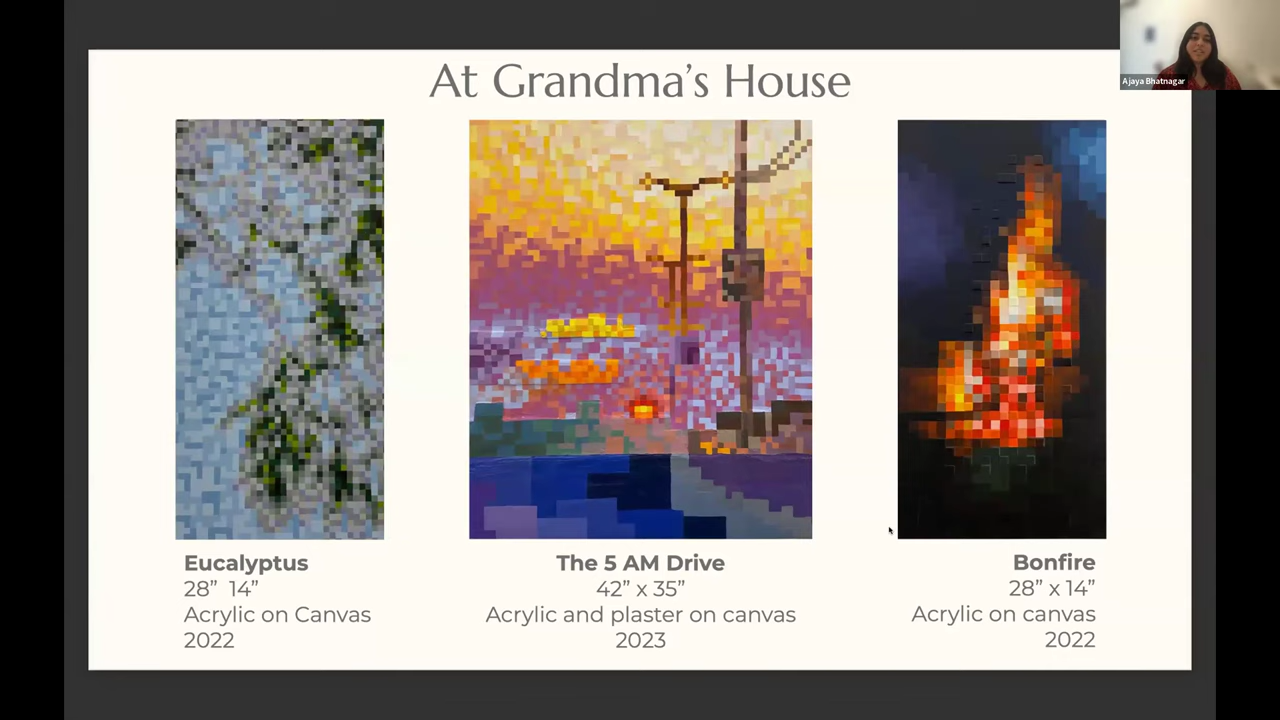 At Grandma’s House
Ajaya Bhatnagar
Eucalyptus
28” 14”
Acrylic on Canvas
2022
The 5 AM Drive
42” x 35”
Acrylic and plaster on canvas
2023
Bonfire
28” x 14”
Acrylic on canvas
2022